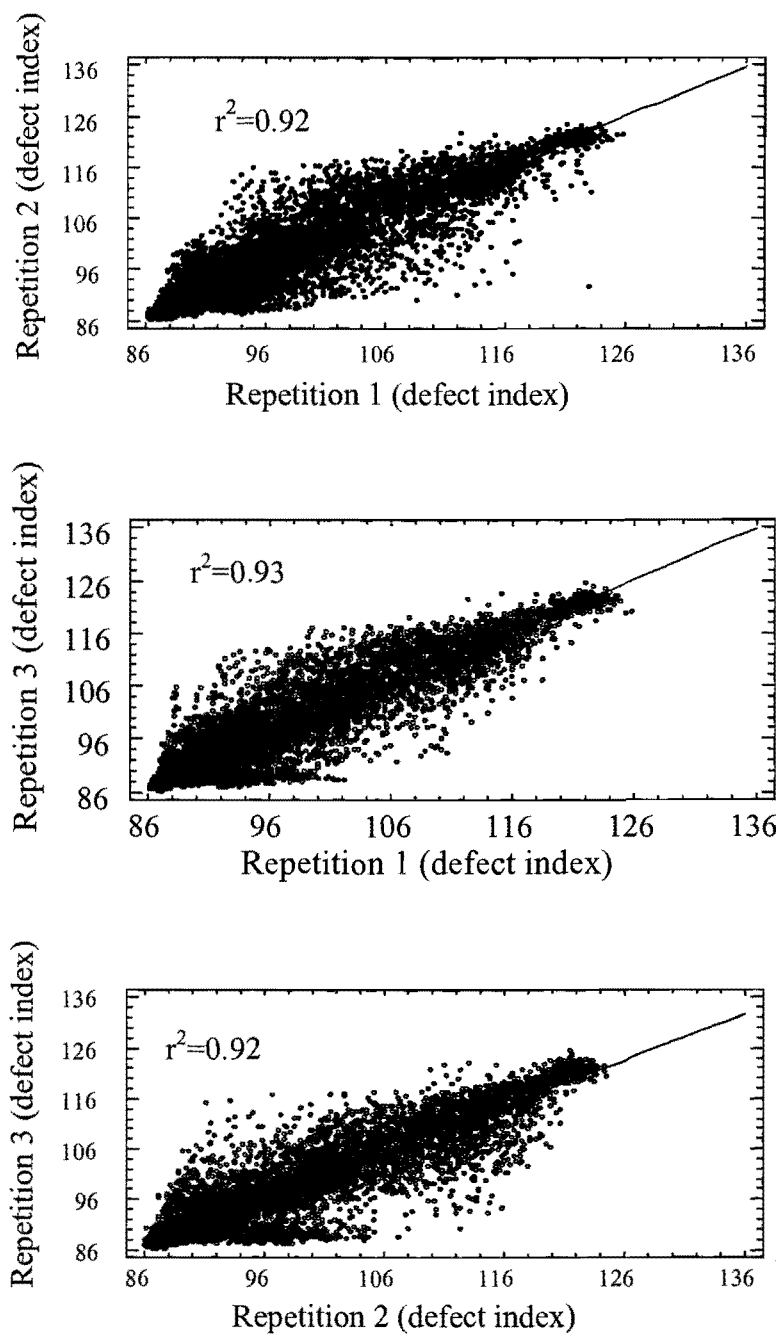 136
126
116
106
96
86
Repetition 2 (defect index)
r²=0.92
86 96 106 116 126 136
Repetition 1 (defect index)
136
126
116
106
96
86
Repetition 3 (defect index)
r²=0.93
86 96 106 116 126 136
Repetition 1 (defect index)
136
126
116
106
96
86
Repetition 3 (defect index)
r²=0.92
86 96 106 116 126 136
Repetition 2 (defect index)